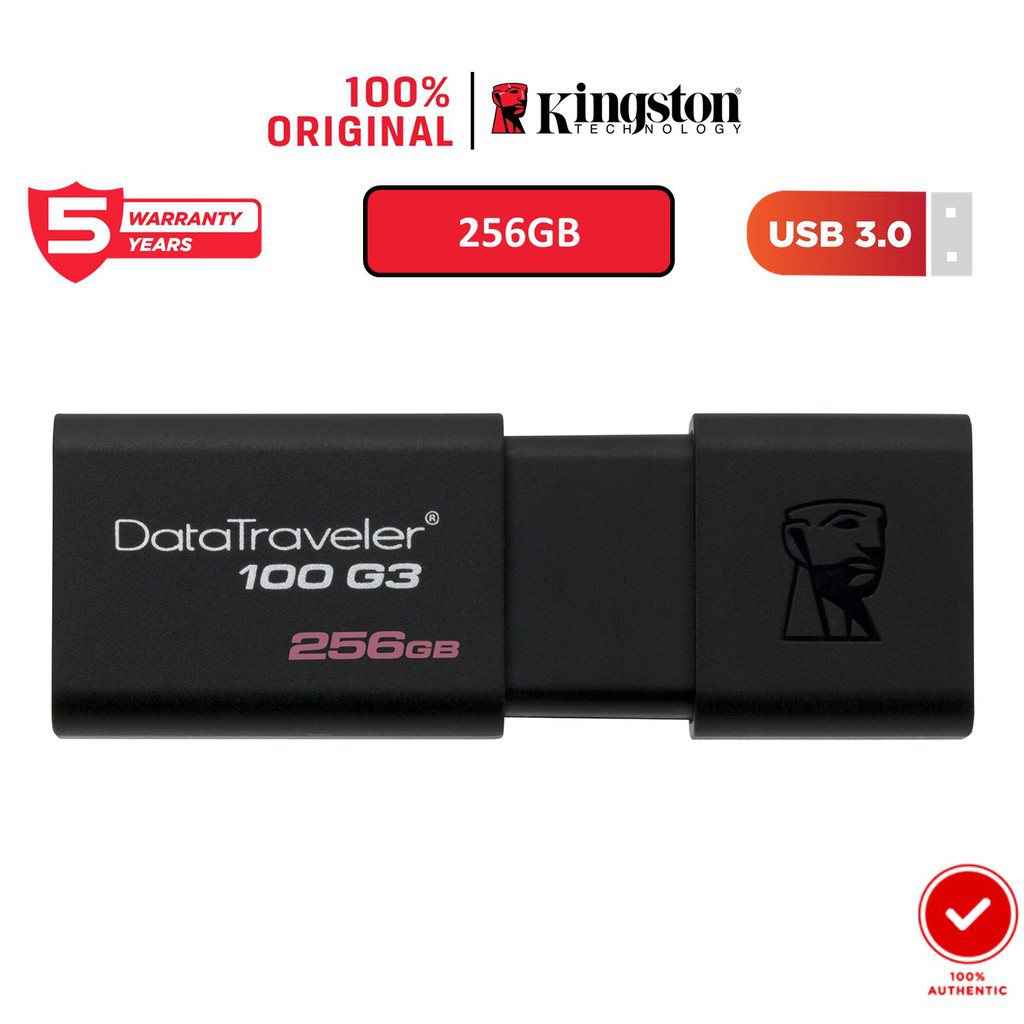 100%
ORIGINAL
Kingston®
TECHNOLOGY
5 WARRANTY
YEARS
256GB
USB 3.0
DataTraveler®
100 G3
256GB
100%
AUTHENTIC